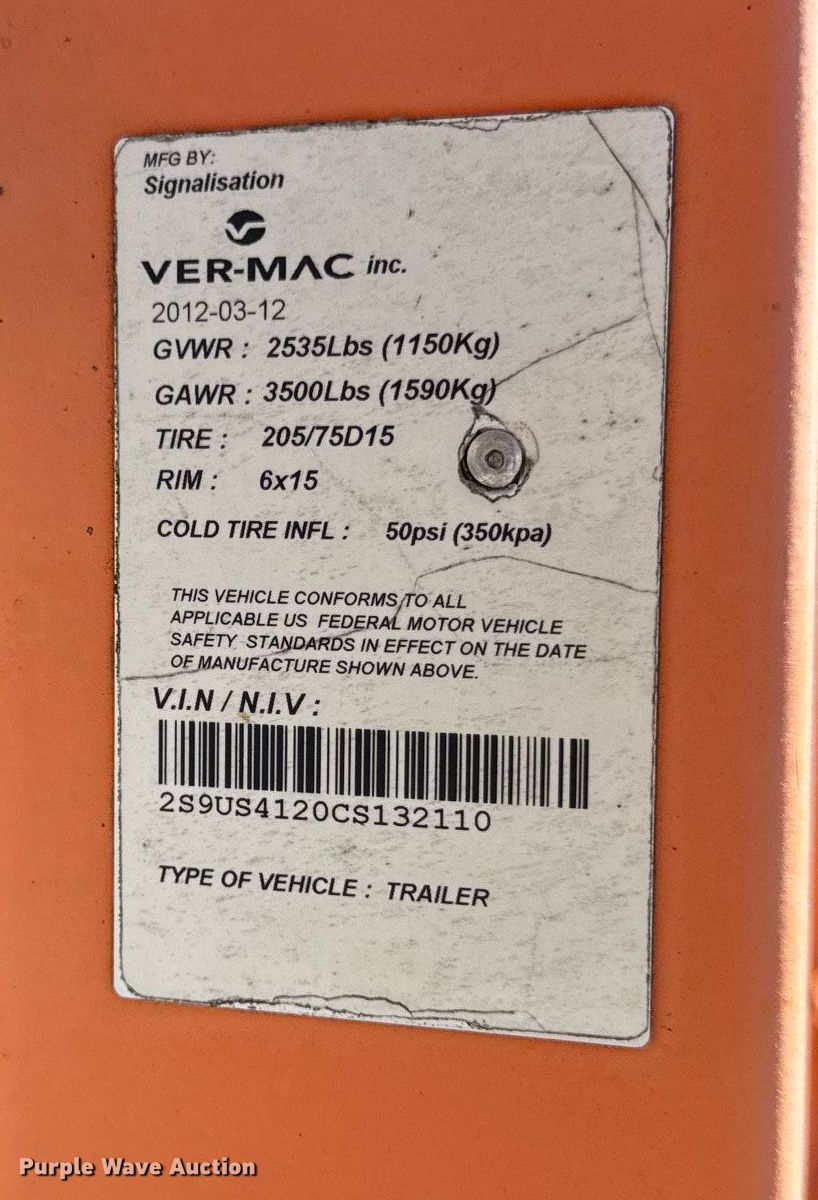 MFG BY:
Signalisation
VER-MAC inc.
2012-03-12
GVWR : 2535Lbs (1150Kg)
GAWR : 3500Lbs (1590Kg)
TIRE : 205/75D15
RIM : 6x15
COLD TIRE INFL : 50psi (350kpa)
THIS VEHICLE CONFORMS TO ALL
APPLICABLE US FEDERAL MOTOR VEHICLE
SAFETY STANDARDS IN EFFECT ON THE DATE
OF MANUFACTURE SHOWN ABOVE.
V.I.N / N.I.V :
2S9US4120CS132110
TYPE OF VEHICLE : TRAILER
Purple Wave Auction